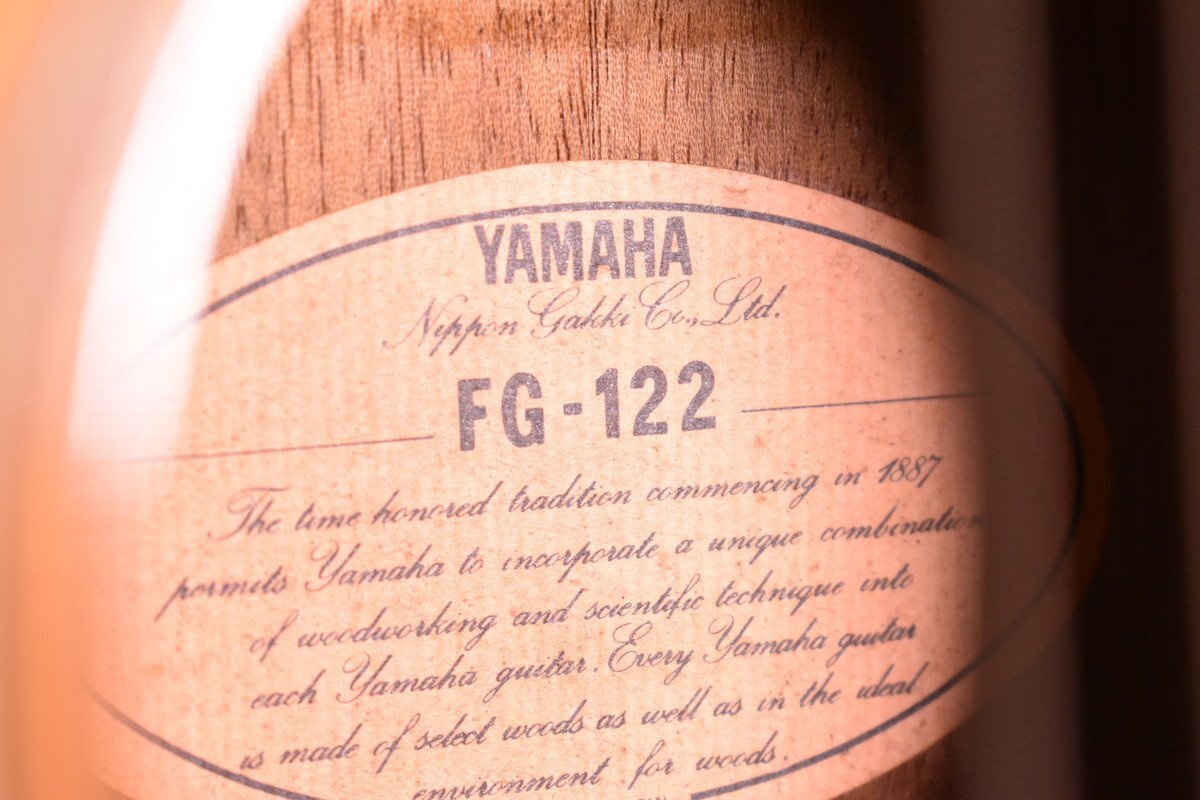 YAMAHA
Nippon Gakki Co., Ltd.
FG-122
The time honored tradition commencing in 1887
permits Yamaha to incorporate a unique combination
of woodworking and scientific technique into
each Yamaha guitar. Every Yamaha guitar
is made of select woods as well as in the ideal
environment for woods.